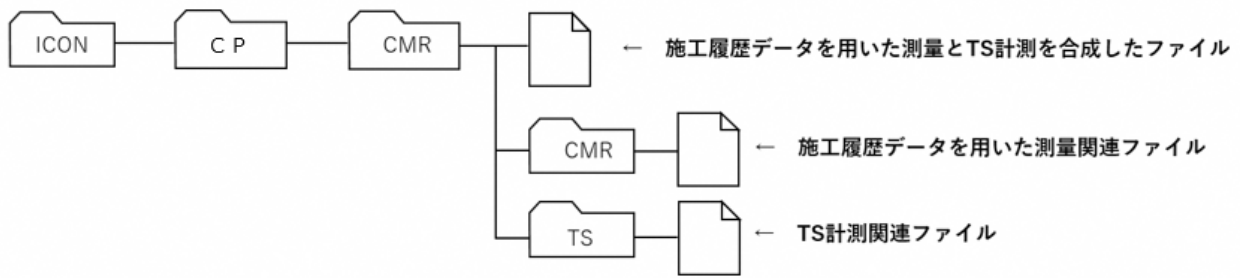 ICON
CP
CMR
← 施工履歴データを用いた測量とTS計測を合成したファイル
CMR
← 施工履歴データを用いた測量関連ファイル
TS
← TS計測関連ファイル